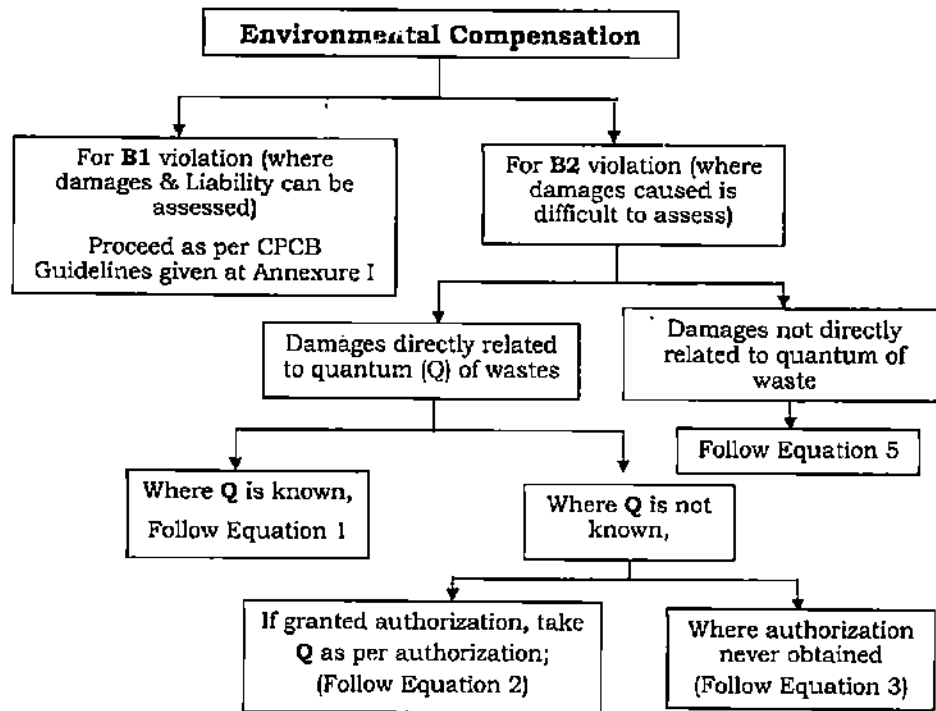 Environmental Compensation
For B1 violation (where
damages & Liability can be
assessed)
Proceed as per CPCB
Guidelines given at Annexure I
For B2 violation (where
damages caused is
difficult to assess)
Damages directly related
to quantum (Q) of wastes
Damages not directly
related to quantum of
waste
Follow Equation 5
Where Q is known,
Follow Equation 1
Where Q is not
known,
If granted authorization, take
Q as per authorization;
(Follow Equation 2)
Where authorization
never obtained
(Follow Equation 3)